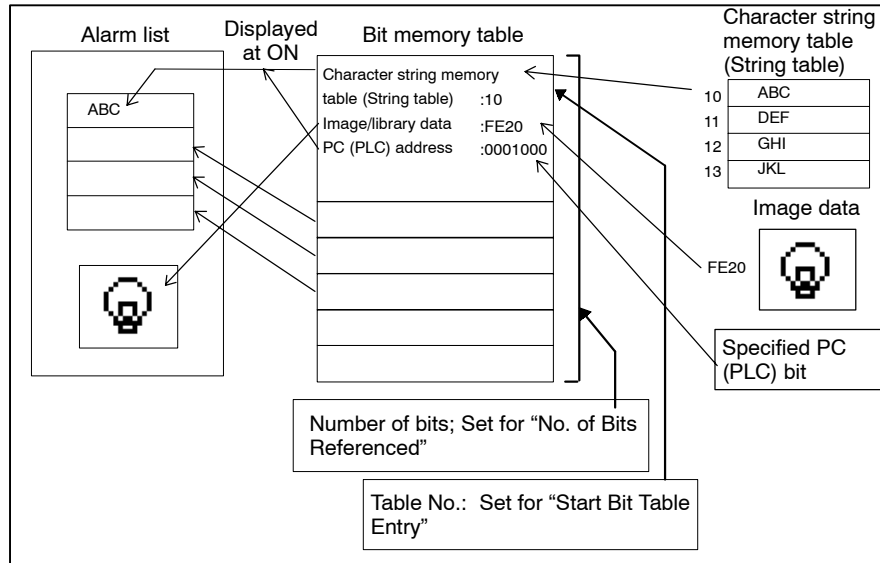 Alarm list
Displayed
at ON
Bit memory table
Character string
memory table
(String table)
ABC
Character string memory
table (String table) :10
Image/library data :FE20
PC (PLC) address :0001000
10 ABC
11 DEF
12 GHI
13 JKL
Image data
FE20
Specified PC
(PLC) bit
Number of bits; Set for “No. of Bits
Referenced”
Table No.: Set for “Start Bit Table
Entry”